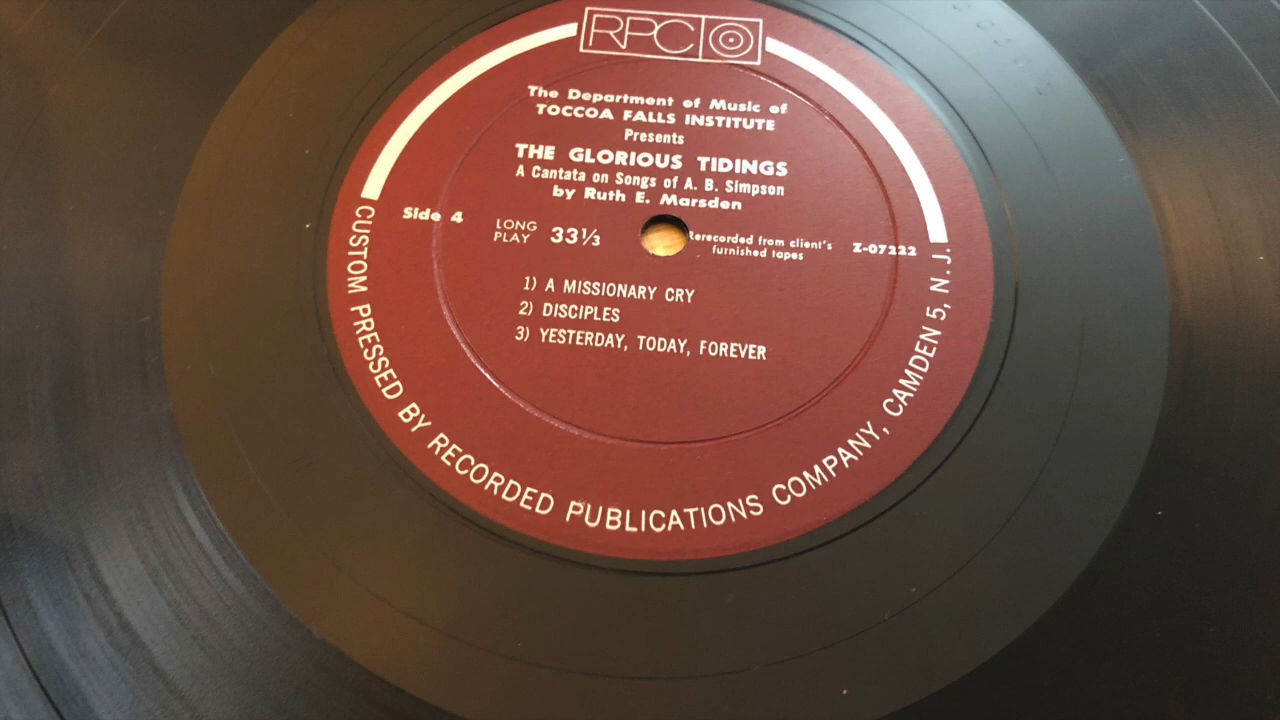 RPC
The Department of Music of
TOCCOA FALLS INSTITUTE
Presents
THE GLORIOUS TIDINGS
A Cantata on Songs of A. B. Simpson
by Ruth E. Marsden
Side 4
LONG
PLAY 33⅓
Rerecorded from client's
furnished tapes
Z-07222
1) A MISSIONARY CRY
2) DISCIPLES
3) YESTERDAY, TODAY, FOREVER
CUSTOM PRESSED BY RECORDED PUBLICATIONS COMPANY, CAMDEN 5, N. J.